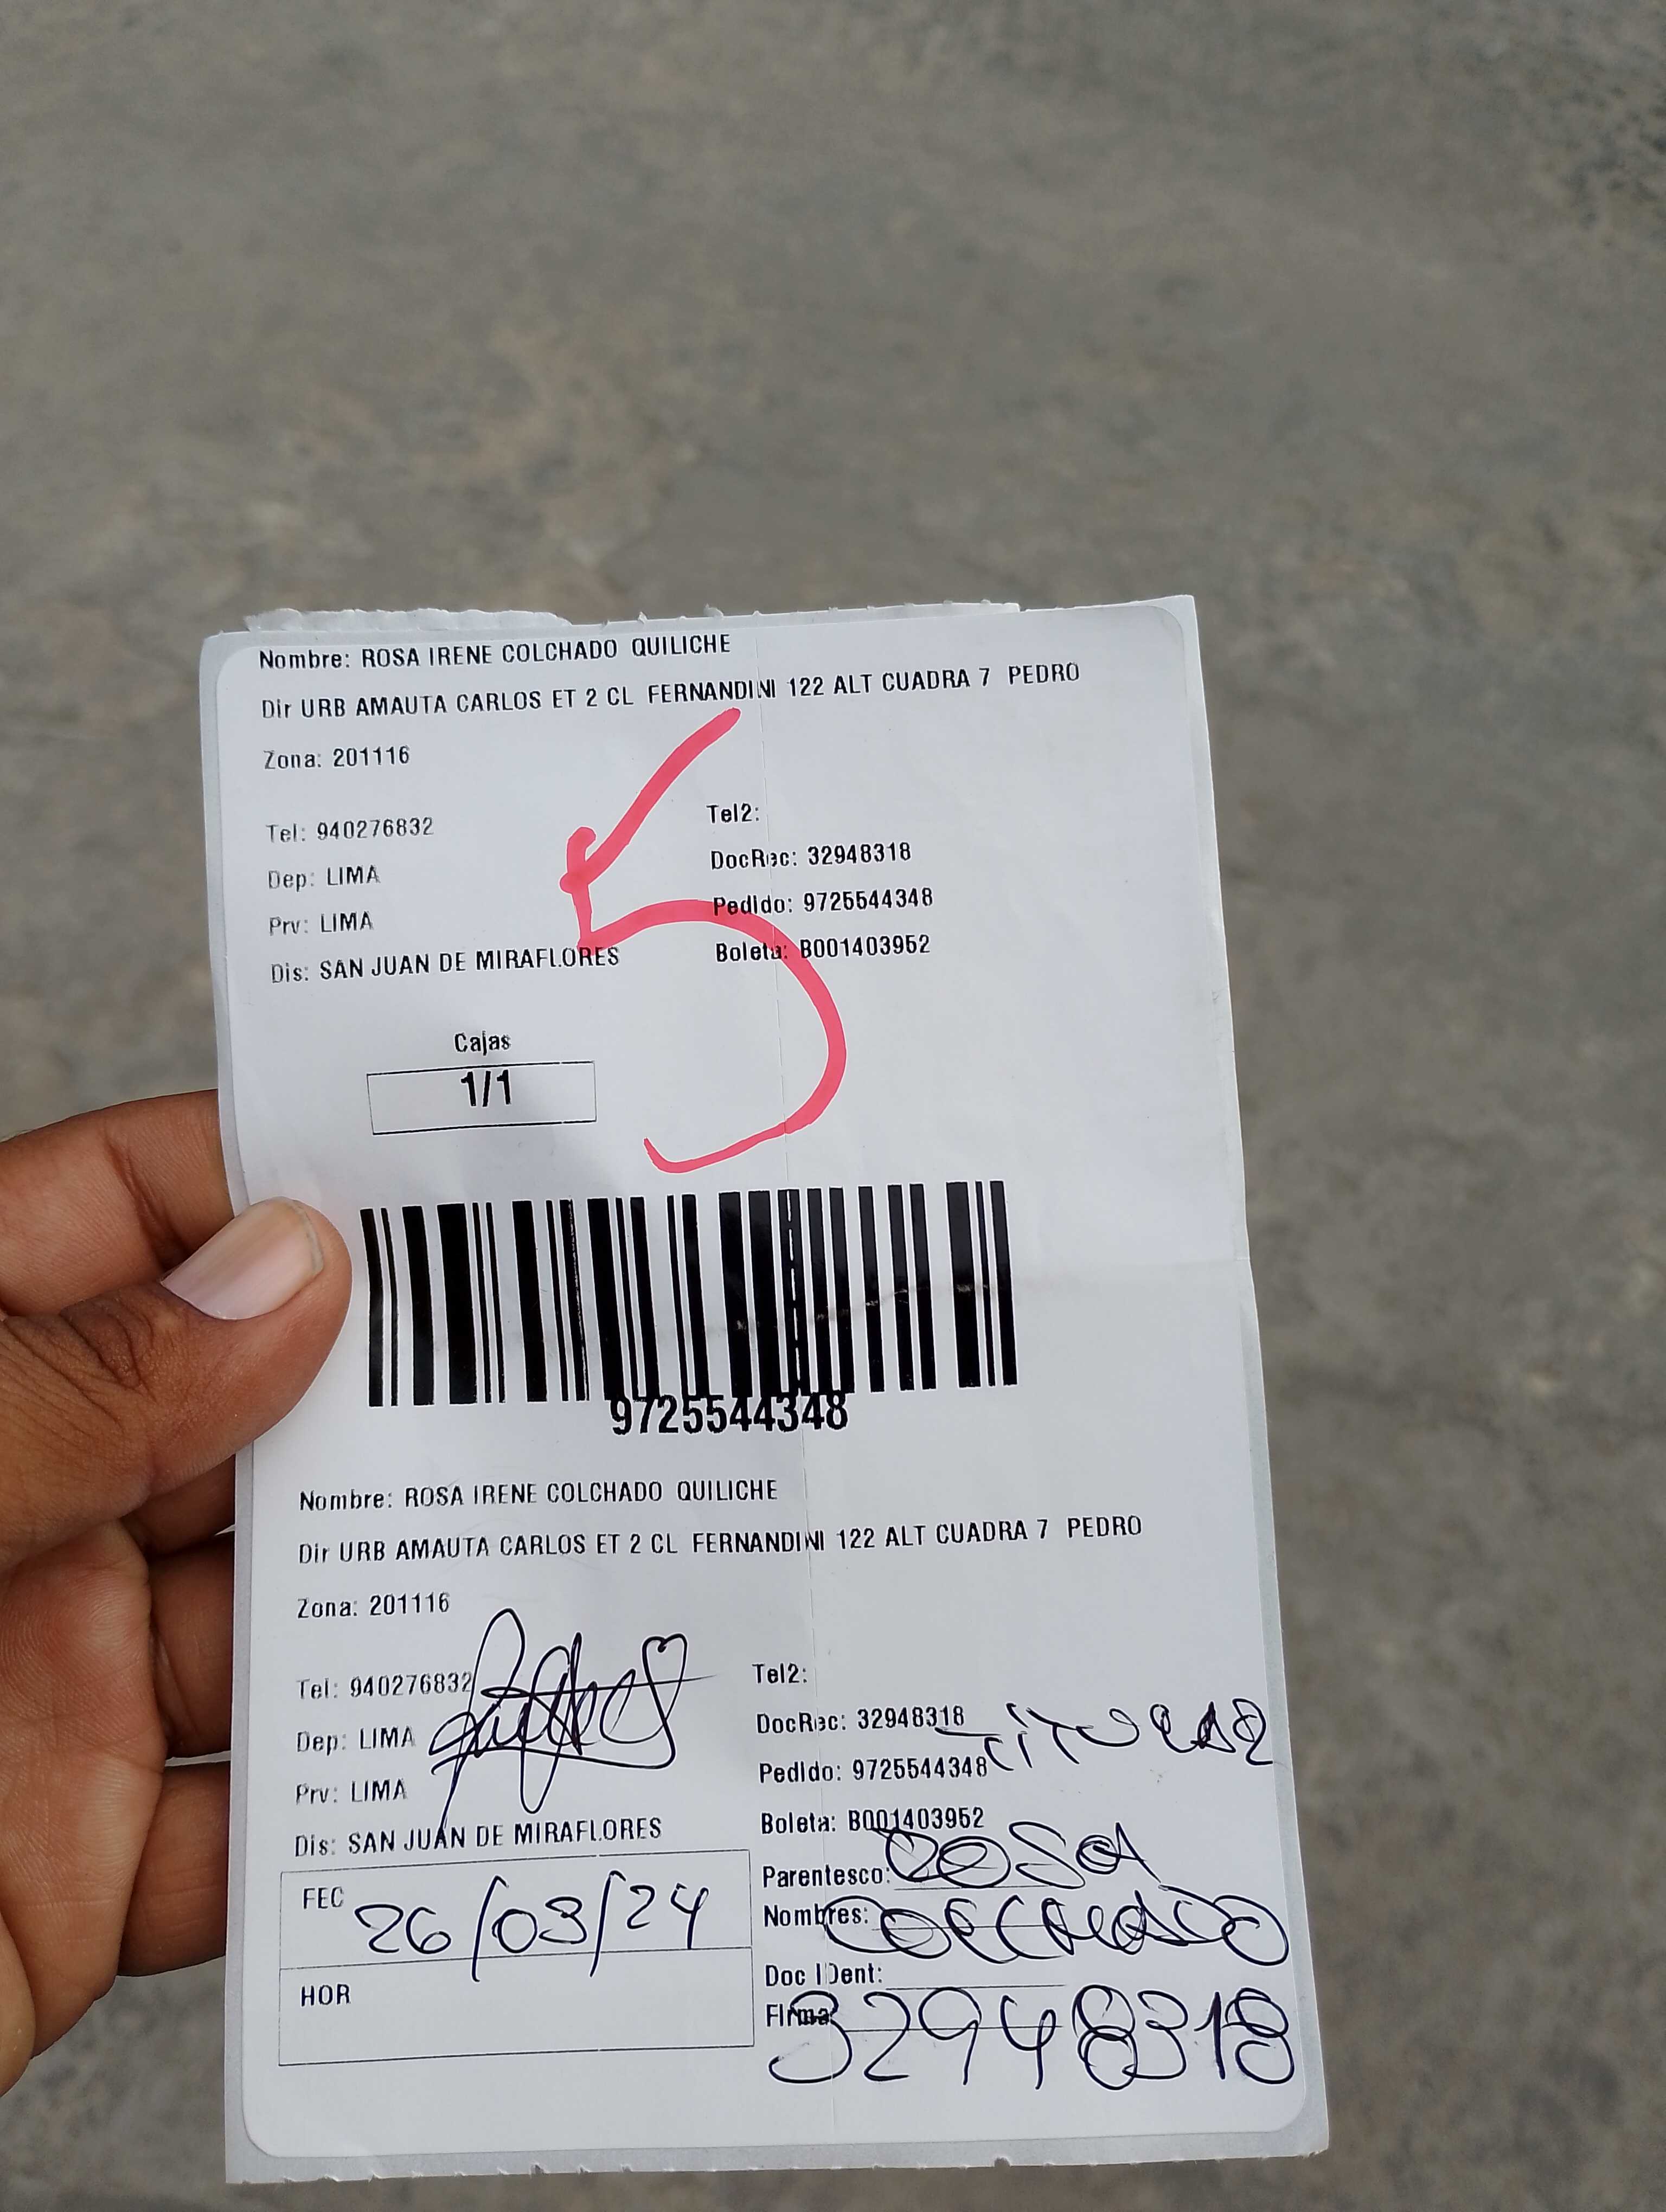 Nombre: ROSA IRENE COLCHADO QUILICHE
Dir URB AMAUTA CARLOS ET 2 CL FERNANDINI 122 ALT CUADRA 7 PEDRO
Zona: 201116
Tel: 940276832
Tel2:
Dep: LIMA
DocRec: 32948318
Prv: LIMA
Pedido: 9725544348
Dis: SAN JUAN DE MIRAFLORES
Boleta: B001403952
5
Cajas
1/1
9725544348
Nombre: ROSA IRENE COLCHADO QUILICHE
Dir URB AMAUTA CARLOS ET 2 CL FERNANDINI 122 ALT CUADRA 7 PEDRO
Zona: 201116
Tel: 940276832
Tel2:
Dep: LIMA
DocRec: 32948318 TITULAR
Prv: LIMA
Pedido: 9725544348
Dis: SAN JUAN DE MIRAFLORES
Boleta: B001403952
FEC 26/03/24
HOR
Parentesco: ROSA
Nombres: COLCHADO
Doc IDent:
Firma: 32948318